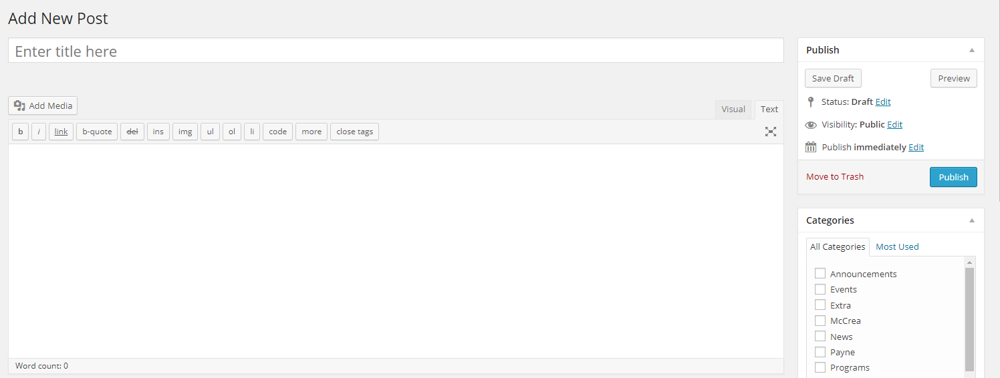 Add New Post
Enter title here
Add Media
Visual Text
b i link b-quote del ins img ul ol li code more close tags
Word count: 0
Publish
Save Draft Preview
Status: Draft Edit
Visibility: Public Edit
Publish immediately Edit
Move to Trash Publish
Categories
All Categories Most Used
Announcements
Events
Extra
McCrea
News
Payne
Programs